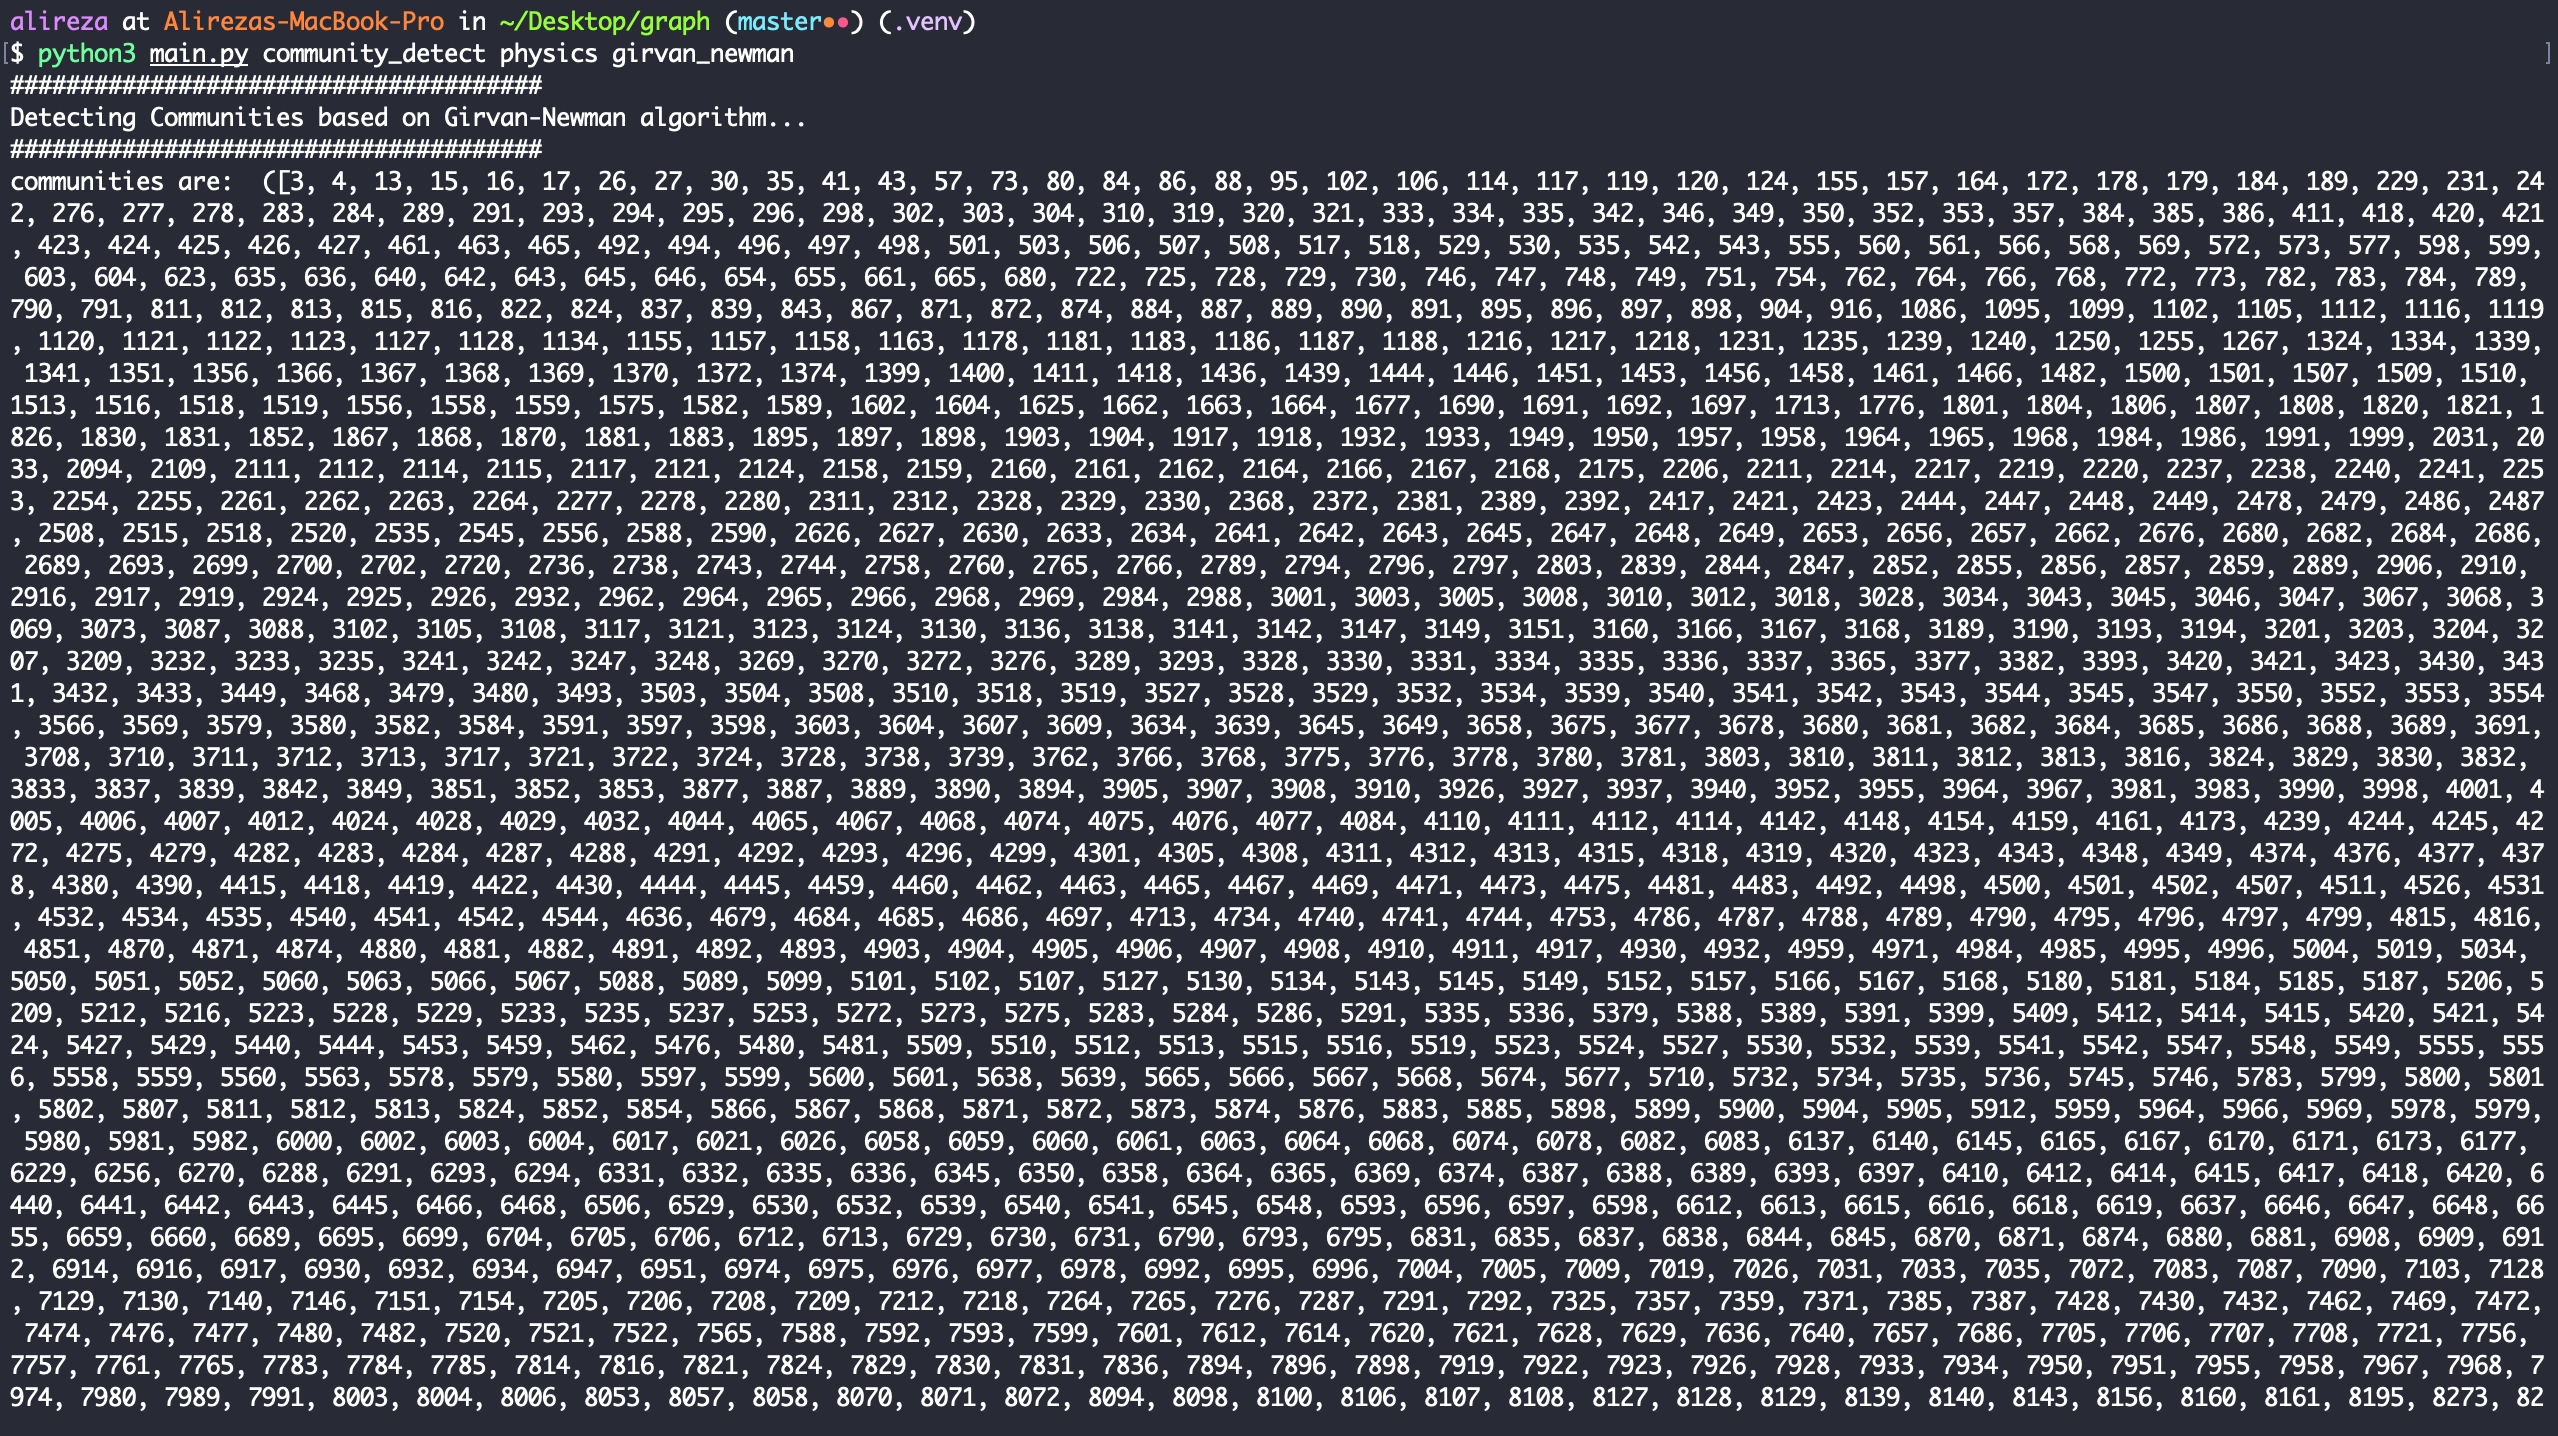 alireza at Alirezas-MacBook-Pro in ~/Desktop/graph (master●●) (.venv)
[$ python3 main.py community_detect physics girvan_newman ]
######################################
Detecting Communities based on Girvan-Newman algorithm...
######################################
communities are:  ([3, 4, 13, 15, 16, 17, 26, 27, 30, 35, 41, 43, 57, 73, 80, 84, 86, 88, 95, 102, 106, 114, 117, 119, 120, 124, 155, 157, 164, 172, 178, 179, 184, 189, 229, 231, 24
2, 276, 277, 278, 283, 284, 289, 291, 293, 294, 295, 296, 298, 302, 303, 304, 310, 319, 320, 321, 333, 334, 335, 342, 346, 349, 350, 352, 353, 357, 384, 385, 386, 411, 418, 420, 421
, 423, 424, 425, 426, 427, 461, 463, 465, 492, 494, 496, 497, 498, 501, 503, 506, 507, 508, 517, 518, 529, 530, 535, 542, 543, 555, 560, 561, 566, 568, 569, 572, 573, 577, 598, 599,
 603, 604, 623, 635, 636, 640, 642, 643, 645, 646, 654, 655, 661, 665, 680, 722, 725, 728, 729, 730, 746, 747, 748, 749, 751, 754, 762, 764, 766, 768, 772, 773, 782, 783, 784, 789,
790, 791, 811, 812, 813, 815, 816, 822, 824, 837, 839, 843, 867, 871, 872, 874, 884, 887, 889, 890, 891, 895, 896, 897, 898, 904, 916, 1086, 1095, 1099, 1102, 1105, 1112, 1116, 1119
, 1120, 1121, 1122, 1123, 1127, 1128, 1134, 1155, 1157, 1158, 1163, 1178, 1181, 1183, 1186, 1187, 1188, 1216, 1217, 1218, 1231, 1235, 1239, 1240, 1250, 1255, 1267, 1324, 1334, 1339,
 1341, 1351, 1356, 1366, 1367, 1368, 1369, 1370, 1372, 1374, 1399, 1400, 1411, 1418, 1436, 1439, 1444, 1446, 1451, 1453, 1456, 1458, 1461, 1466, 1482, 1500, 1501, 1507, 1509, 1510,
1513, 1516, 1518, 1519, 1556, 1558, 1559, 1575, 1582, 1589, 1602, 1604, 1625, 1662, 1663, 1664, 1677, 1690, 1691, 1692, 1697, 1713, 1776, 1801, 1804, 1806, 1807, 1808, 1820, 1821, 1
826, 1830, 1831, 1852, 1867, 1868, 1870, 1881, 1883, 1895, 1897, 1898, 1903, 1904, 1917, 1918, 1932, 1933, 1949, 1950, 1957, 1958, 1964, 1965, 1968, 1984, 1986, 1991, 1999, 2031, 20
33, 2094, 2109, 2111, 2112, 2114, 2115, 2117, 2121, 2124, 2158, 2159, 2160, 2161, 2162, 2164, 2166, 2167, 2168, 2175, 2206, 2211, 2214, 2217, 2219, 2220, 2237, 2238, 2240, 2241, 225
3, 2254, 2255, 2261, 2262, 2263, 2264, 2277, 2278, 2280, 2311, 2312, 2328, 2329, 2330, 2368, 2372, 2381, 2389, 2392, 2417, 2421, 2423, 2444, 2447, 2448, 2449, 2478, 2479, 2486, 2487
, 2508, 2515, 2518, 2520, 2535, 2545, 2556, 2588, 2590, 2626, 2627, 2630, 2633, 2634, 2641, 2642, 2643, 2645, 2647, 2648, 2649, 2653, 2656, 2657, 2662, 2676, 2680, 2682, 2684, 2686,
 2689, 2693, 2699, 2700, 2702, 2720, 2736, 2738, 2743, 2744, 2758, 2760, 2765, 2766, 2789, 2794, 2796, 2797, 2803, 2839, 2844, 2847, 2852, 2855, 2856, 2857, 2859, 2889, 2906, 2910,
2916, 2917, 2919, 2924, 2925, 2926, 2932, 2962, 2964, 2965, 2966, 2968, 2969, 2984, 2988, 3001, 3003, 3005, 3008, 3010, 3012, 3018, 3028, 3034, 3043, 3045, 3046, 3047, 3067, 3068, 3
069, 3073, 3087, 3088, 3102, 3105, 3108, 3117, 3121, 3123, 3124, 3130, 3136, 3138, 3141, 3142, 3147, 3149, 3151, 3160, 3166, 3167, 3168, 3189, 3190, 3193, 3194, 3201, 3203, 3204, 32
07, 3209, 3232, 3233, 3235, 3241, 3242, 3247, 3248, 3269, 3270, 3272, 3276, 3289, 3293, 3328, 3330, 3331, 3334, 3335, 3336, 3337, 3365, 3377, 3382, 3393, 3420, 3421, 3423, 3430, 343
1, 3432, 3433, 3449, 3468, 3479, 3480, 3493, 3503, 3504, 3508, 3510, 3518, 3519, 3527, 3528, 3529, 3532, 3534, 3539, 3540, 3541, 3542, 3543, 3544, 3545, 3547, 3550, 3552, 3553, 3554
, 3566, 3569, 3579, 3580, 3582, 3584, 3591, 3597, 3598, 3603, 3604, 3607, 3609, 3634, 3639, 3645, 3649, 3658, 3675, 3677, 3678, 3680, 3681, 3682, 3684, 3685, 3686, 3688, 3689, 3691,
 3708, 3710, 3711, 3712, 3713, 3717, 3721, 3722, 3724, 3728, 3738, 3739, 3762, 3766, 3768, 3775, 3776, 3778, 3780, 3781, 3803, 3810, 3811, 3812, 3813, 3816, 3824, 3829, 3830, 3832,
3833, 3837, 3839, 3842, 3849, 3851, 3852, 3853, 3877, 3887, 3889, 3890, 3894, 3905, 3907, 3908, 3910, 3926, 3927, 3937, 3940, 3952, 3955, 3964, 3967, 3981, 3983, 3990, 3998, 4001, 4
005, 4006, 4007, 4012, 4024, 4028, 4029, 4032, 4044, 4065, 4067, 4068, 4074, 4075, 4076, 4077, 4084, 4110, 4111, 4112, 4114, 4142, 4148, 4154, 4159, 4161, 4173, 4239, 4244, 4245, 42
72, 4275, 4279, 4282, 4283, 4284, 4287, 4288, 4291, 4292, 4293, 4296, 4299, 4301, 4305, 4308, 4311, 4312, 4313, 4315, 4318, 4319, 4320, 4323, 4343, 4348, 4349, 4374, 4376, 4377, 437
8, 4380, 4390, 4415, 4418, 4419, 4422, 4430, 4444, 4445, 4459, 4460, 4462, 4463, 4465, 4467, 4469, 4471, 4473, 4475, 4481, 4483, 4492, 4498, 4500, 4501, 4502, 4507, 4511, 4526, 4531
, 4532, 4534, 4535, 4540, 4541, 4542, 4544, 4636, 4679, 4684, 4685, 4686, 4697, 4713, 4734, 4740, 4741, 4744, 4753, 4786, 4787, 4788, 4789, 4790, 4795, 4796, 4797, 4799, 4815, 4816,
 4851, 4870, 4871, 4874, 4880, 4881, 4882, 4891, 4892, 4893, 4903, 4904, 4905, 4906, 4907, 4908, 4910, 4911, 4917, 4930, 4932, 4959, 4971, 4984, 4985, 4995, 4996, 5004, 5019, 5034,
5050, 5051, 5052, 5060, 5063, 5066, 5067, 5088, 5089, 5099, 5101, 5102, 5107, 5127, 5130, 5134, 5143, 5145, 5149, 5152, 5157, 5166, 5167, 5168, 5180, 5181, 5184, 5185, 5187, 5206, 5
209, 5212, 5216, 5223, 5228, 5229, 5233, 5235, 5237, 5253, 5272, 5273, 5275, 5283, 5284, 5286, 5291, 5335, 5336, 5379, 5388, 5389, 5391, 5399, 5409, 5412, 5414, 5415, 5420, 5421, 54
24, 5427, 5429, 5440, 5444, 5453, 5459, 5462, 5476, 5480, 5481, 5509, 5510, 5512, 5513, 5515, 5516, 5519, 5523, 5524, 5527, 5530, 5532, 5539, 5541, 5542, 5547, 5548, 5549, 5555, 555
6, 5558, 5559, 5560, 5563, 5578, 5579, 5580, 5597, 5599, 5600, 5601, 5638, 5639, 5665, 5666, 5667, 5668, 5674, 5677, 5710, 5732, 5734, 5735, 5736, 5745, 5746, 5783, 5799, 5800, 5801
, 5802, 5807, 5811, 5812, 5813, 5824, 5852, 5854, 5866, 5867, 5868, 5871, 5872, 5873, 5874, 5876, 5883, 5885, 5898, 5899, 5900, 5904, 5905, 5912, 5959, 5964, 5966, 5969, 5978, 5979,
 5980, 5981, 5982, 6000, 6002, 6003, 6004, 6017, 6021, 6026, 6058, 6059, 6060, 6061, 6063, 6064, 6068, 6074, 6078, 6082, 6083, 6137, 6140, 6145, 6165, 6167, 6170, 6171, 6173, 6177,
6229, 6256, 6270, 6288, 6291, 6293, 6294, 6331, 6332, 6335, 6336, 6345, 6350, 6358, 6364, 6365, 6369, 6374, 6387, 6388, 6389, 6393, 6397, 6410, 6412, 6414, 6415, 6417, 6418, 6420, 6
440, 6441, 6442, 6443, 6445, 6466, 6468, 6506, 6529, 6530, 6532, 6539, 6540, 6541, 6545, 6548, 6593, 6596, 6597, 6598, 6612, 6613, 6615, 6616, 6618, 6619, 6637, 6646, 6647, 6648, 66
55, 6659, 6660, 6689, 6695, 6699, 6704, 6705, 6706, 6712, 6713, 6729, 6730, 6731, 6790, 6793, 6795, 6831, 6835, 6837, 6838, 6844, 6845, 6870, 6871, 6874, 6880, 6881, 6908, 6909, 691
2, 6914, 6916, 6917, 6930, 6932, 6934, 6947, 6951, 6974, 6975, 6976, 6977, 6978, 6992, 6995, 6996, 7004, 7005, 7009, 7019, 7026, 7031, 7033, 7035, 7072, 7083, 7087, 7090, 7103, 7128
, 7129, 7130, 7140, 7146, 7151, 7154, 7205, 7206, 7208, 7209, 7212, 7218, 7264, 7265, 7276, 7287, 7291, 7292, 7325, 7357, 7359, 7371, 7385, 7387, 7428, 7430, 7432, 7462, 7469, 7472,
 7474, 7476, 7477, 7480, 7482, 7520, 7521, 7522, 7565, 7588, 7592, 7593, 7599, 7601, 7612, 7614, 7620, 7621, 7628, 7629, 7636, 7640, 7657, 7686, 7705, 7706, 7707, 7708, 7721, 7756,
7757, 7761, 7765, 7783, 7784, 7785, 7814, 7816, 7821, 7824, 7829, 7830, 7831, 7836, 7894, 7896, 7898, 7919, 7922, 7923, 7926, 7928, 7933, 7934, 7950, 7951, 7955, 7958, 7967, 7968, 7
974, 7980, 7989, 7991, 8003, 8004, 8006, 8053, 8057, 8058, 8070, 8071, 8072, 8094, 8098, 8100, 8106, 8107, 8108, 8127, 8128, 8129, 8139, 8140, 8143, 8156, 8160, 8161, 8195, 8273, 82